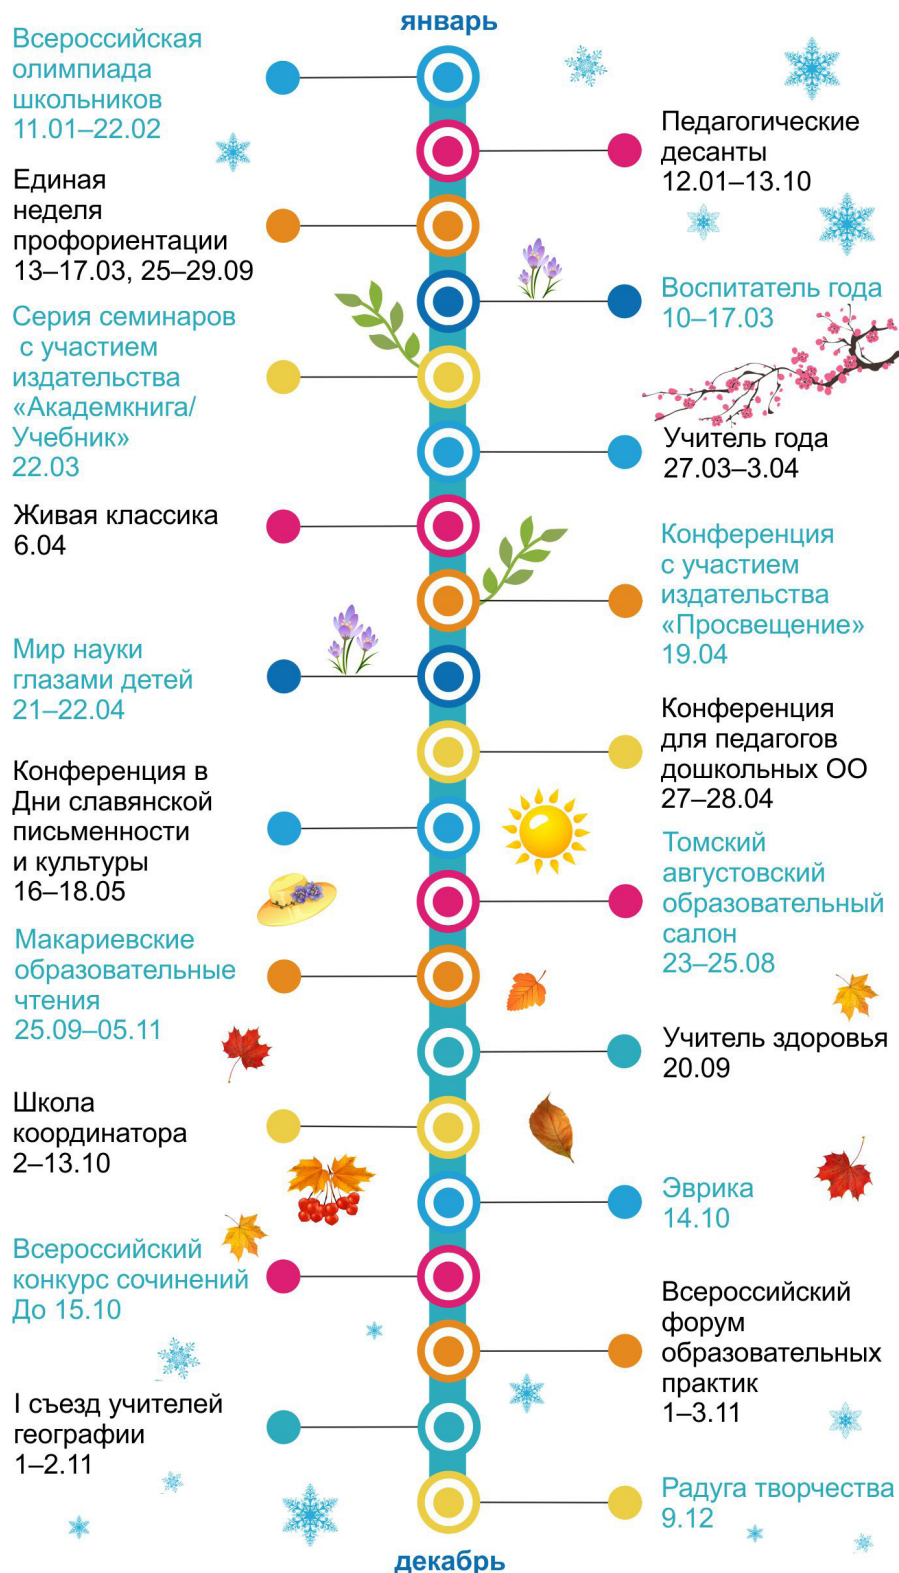 январь
Всероссийская
олимпиада
школьников
11.01–22.02
Педагогические
десанты
12.01–13.10
Единая
неделя
профориентации
13–17.03, 25–29.09
Воспитатель года
10–17.03
Серия семинаров
с участием
издательства
«Академкнига/
Учебник»
22.03
Учитель года
27.03–3.04
Живая классика
6.04
Конференция
с участием
издательства
«Просвещение»
19.04
Мир науки
глазами детей
21–22.04
Конференция
для педагогов
дошкольных ОО
27–28.04
Конференция в
Дни славянской
письменности
и культуры
16–18.05
Томский
августовский
образовательный
салон
23–25.08
Макариевские
образовательные
чтения
25.09–05.11
Учитель здоровья
20.09
Школа
координатора
2–13.10
Эврика
14.10
Всероссийский
конкурс сочинений
До 15.10
Всероссийский
форум
образовательных
практик
1–3.11
I съезд учителей
географии
1–2.11
Радуга творчества
9.12
декабрь